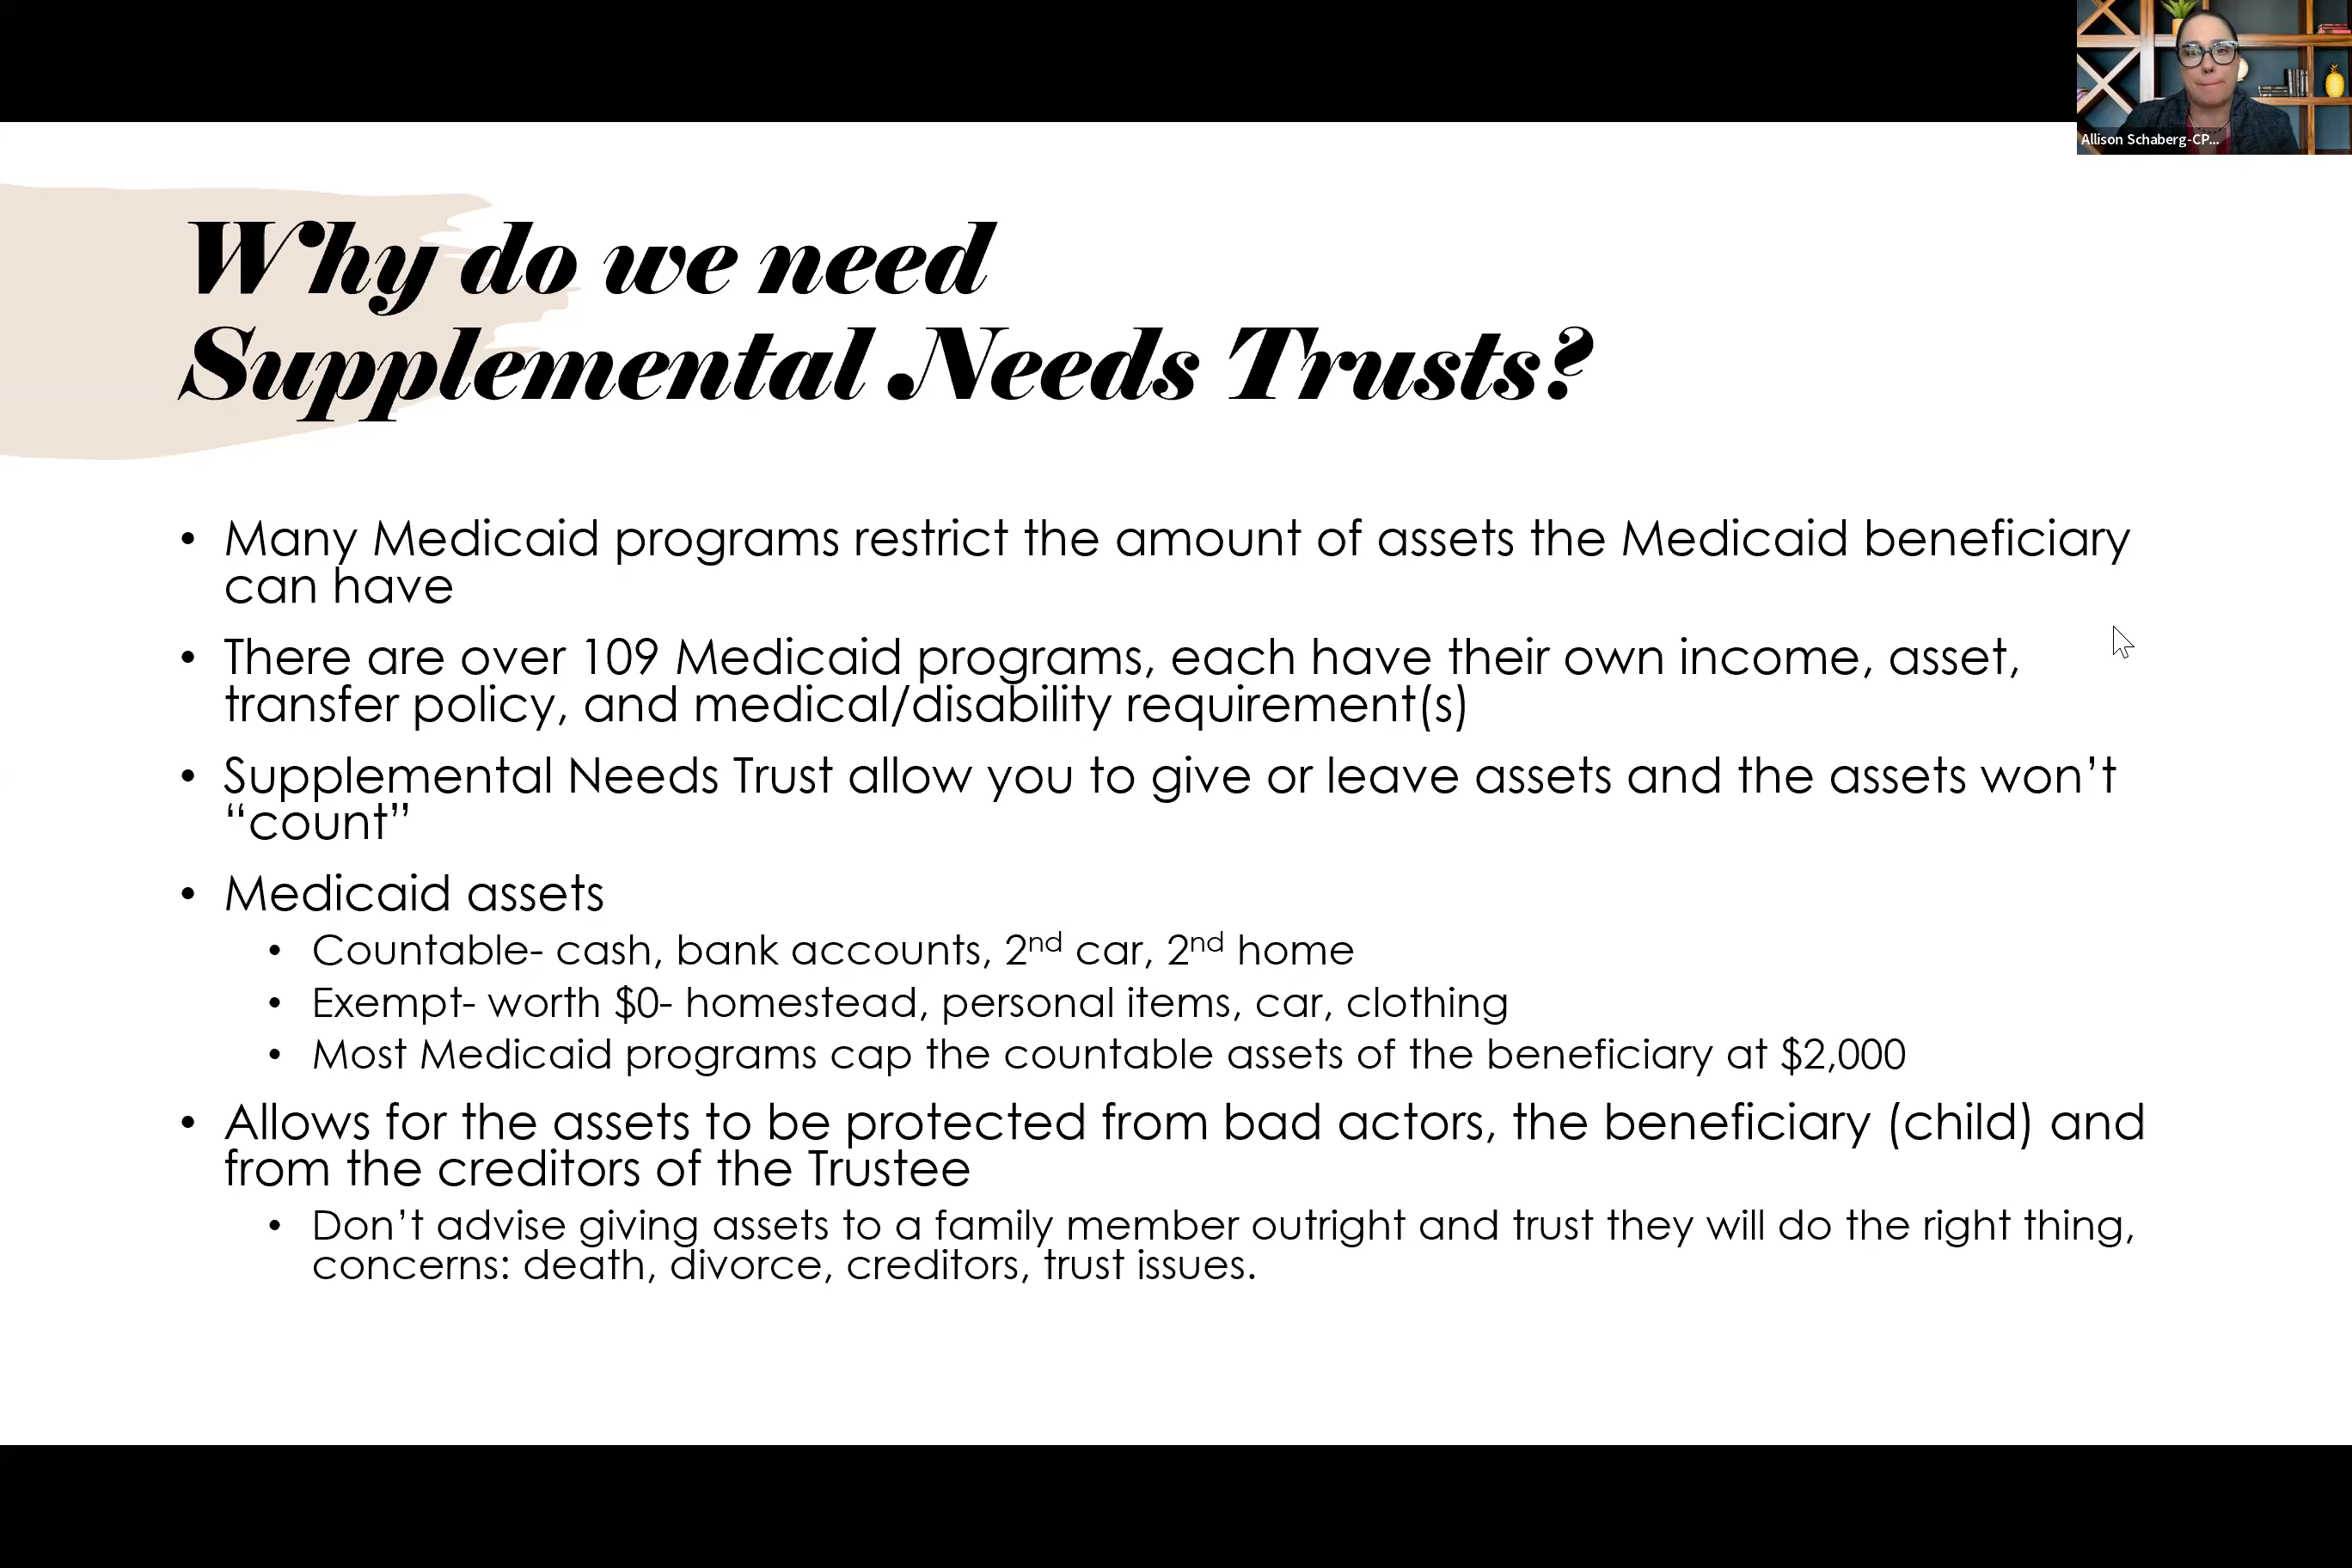 Allison Schaberg-CP...
Why do we need
Supplemental Needs Trusts?
• Many Medicaid programs restrict the amount of assets the Medicaid beneficiary
can have
• There are over 109 Medicaid programs, each have their own income, asset,
transfer policy, and medical/disability requirement(s)
• Supplemental Needs Trust allow you to give or leave assets and the assets won’t
“count”
• Medicaid assets
• Countable- cash, bank accounts, 2nd car, 2nd home
• Exempt- worth $0- homestead, personal items, car, clothing
• Most Medicaid programs cap the countable assets of the beneficiary at $2,000
• Allows for the assets to be protected from bad actors, the beneficiary (child) and
from the creditors of the Trustee
• Don’t advise giving assets to a family member outright and trust they will do the right thing,
concerns: death, divorce, creditors, trust issues.